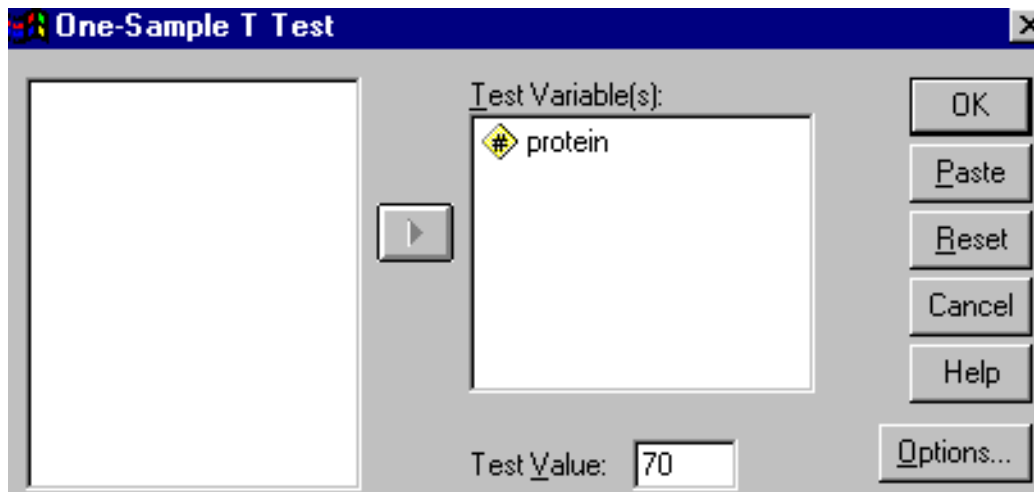 One-Sample T Test
Test Variable(s):
# protein
OK
Paste
Reset
Cancel
Help
Options...
Test Value: 70